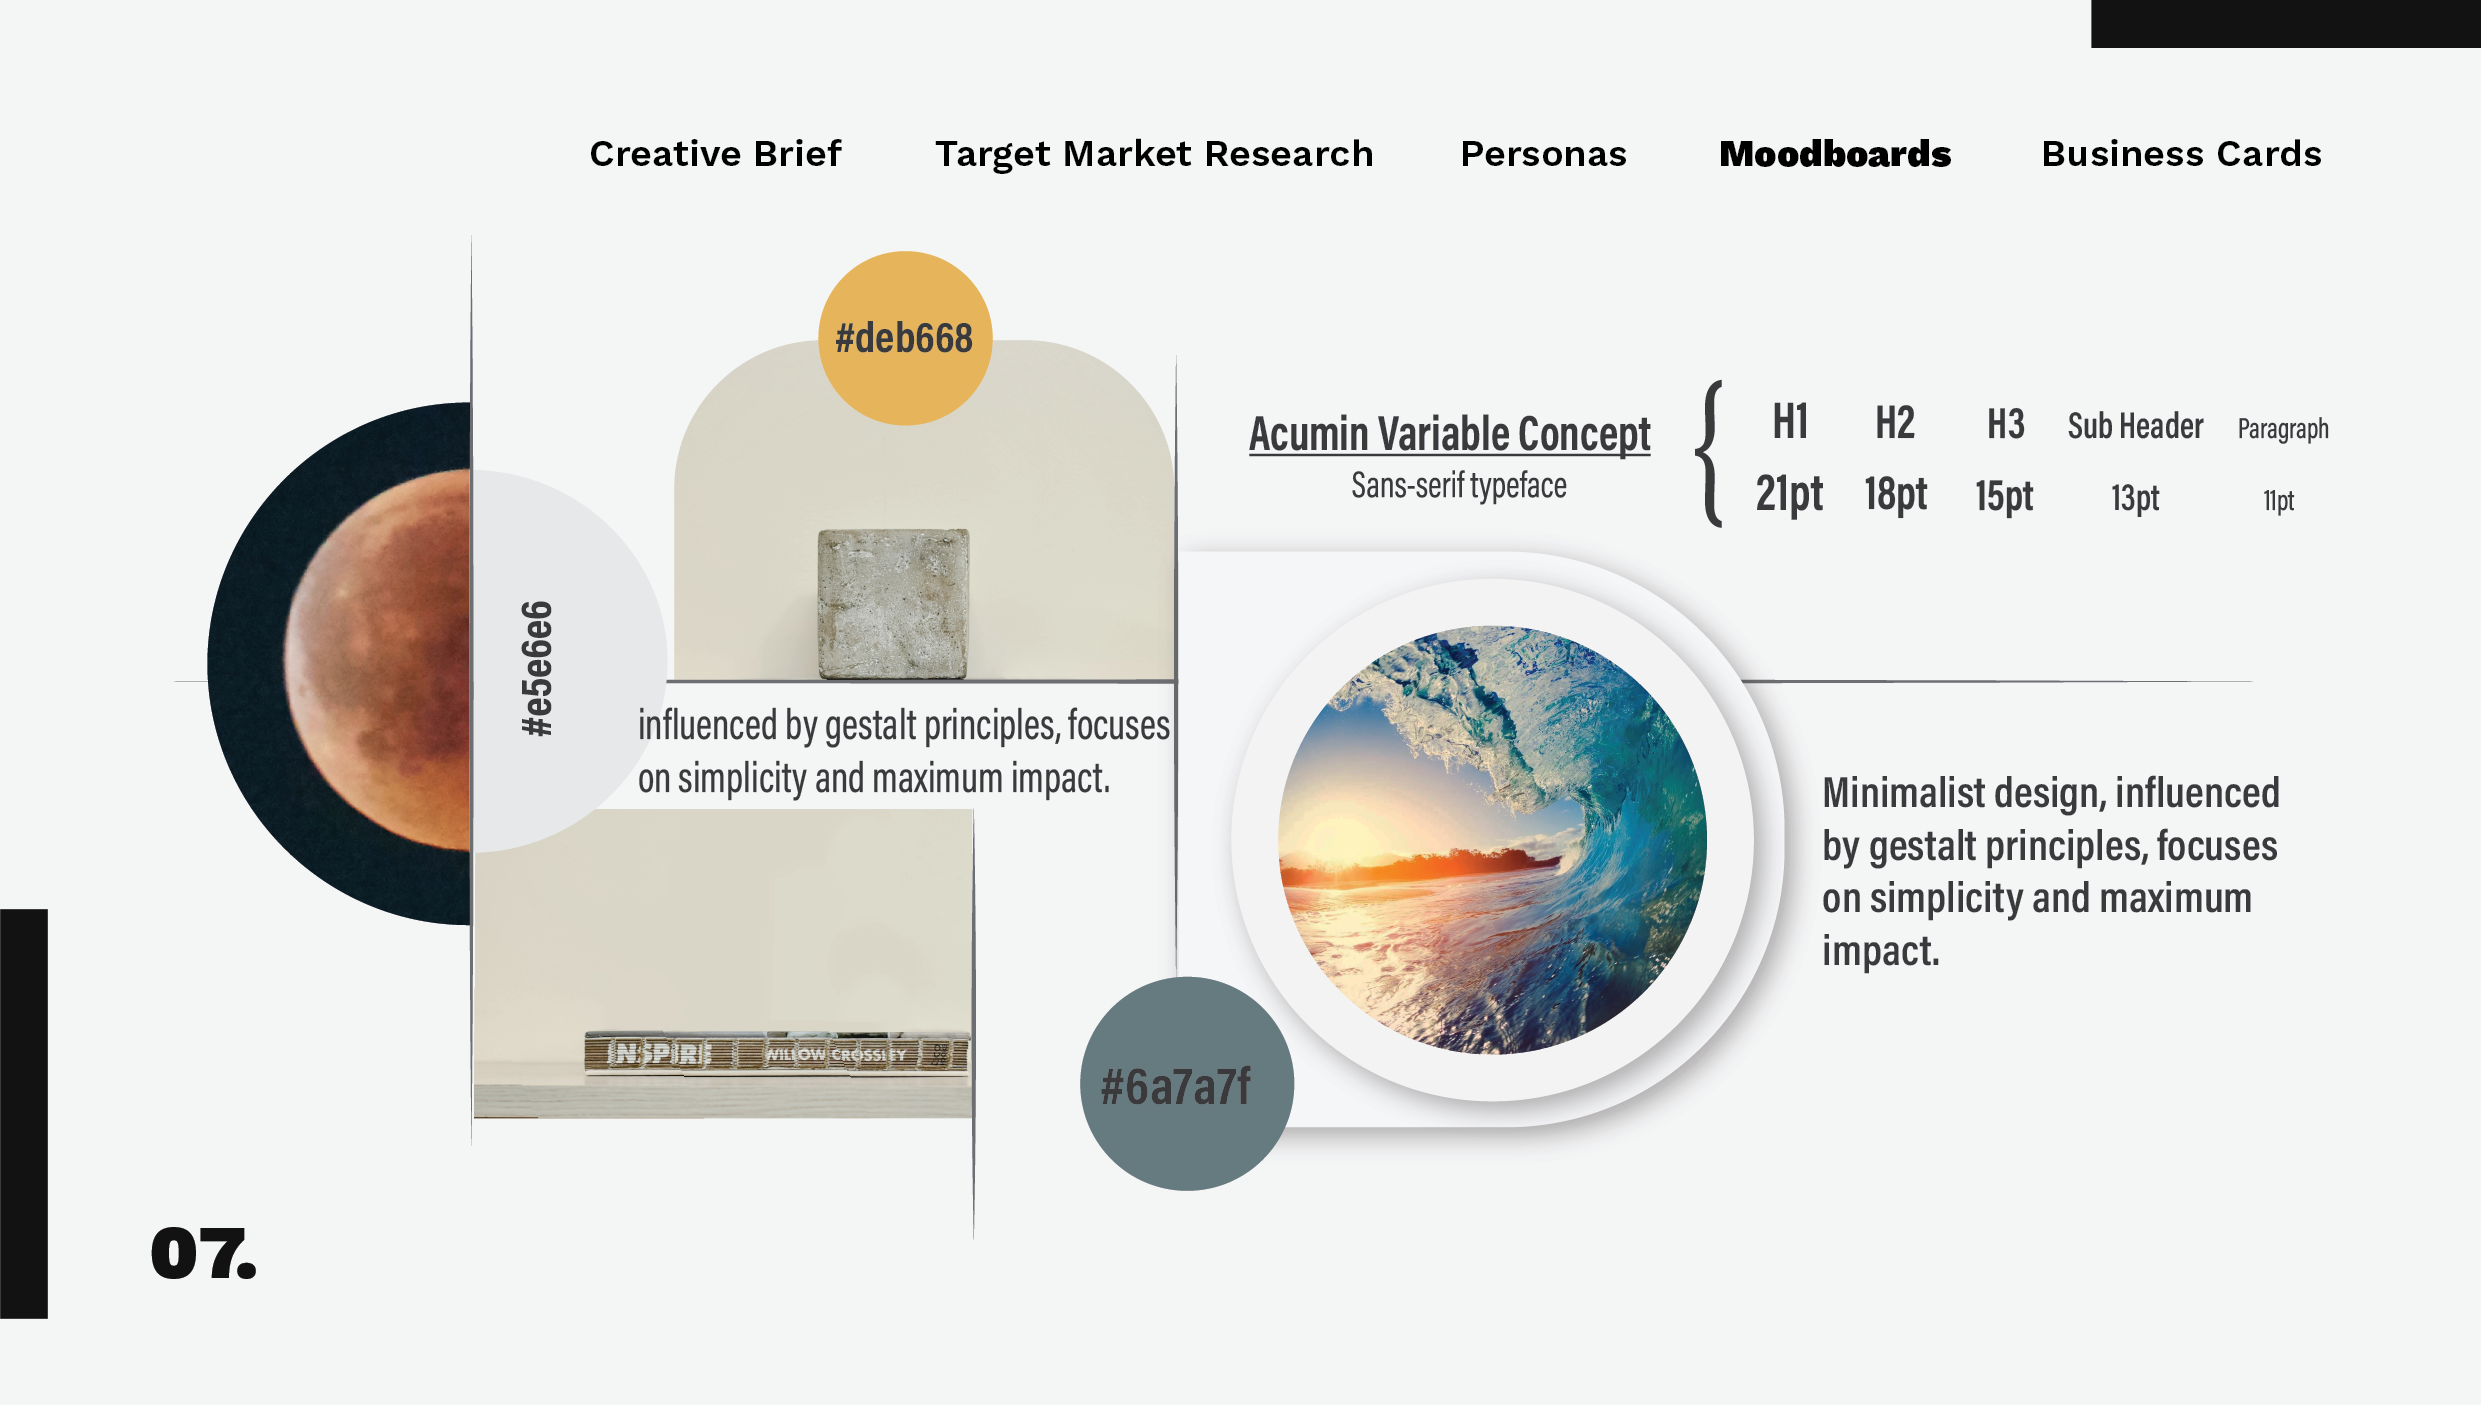 Creative Brief Target Market Research Personas Moodboards Business Cards
#deb668
Acumin Variable Concept
Sans-serif typeface
{ H1 H2 H3 Sub Header Paragraph
21pt 18pt 15pt 13pt 11pt
#e5e6e6
influenced by gestalt principles, focuses
on simplicity and maximum impact.
Minimalist design, influenced
by gestalt principles, focuses
on simplicity and maximum
impact.
INSPIRE WILLOW CROSSLEY
#6a7a7f
07.